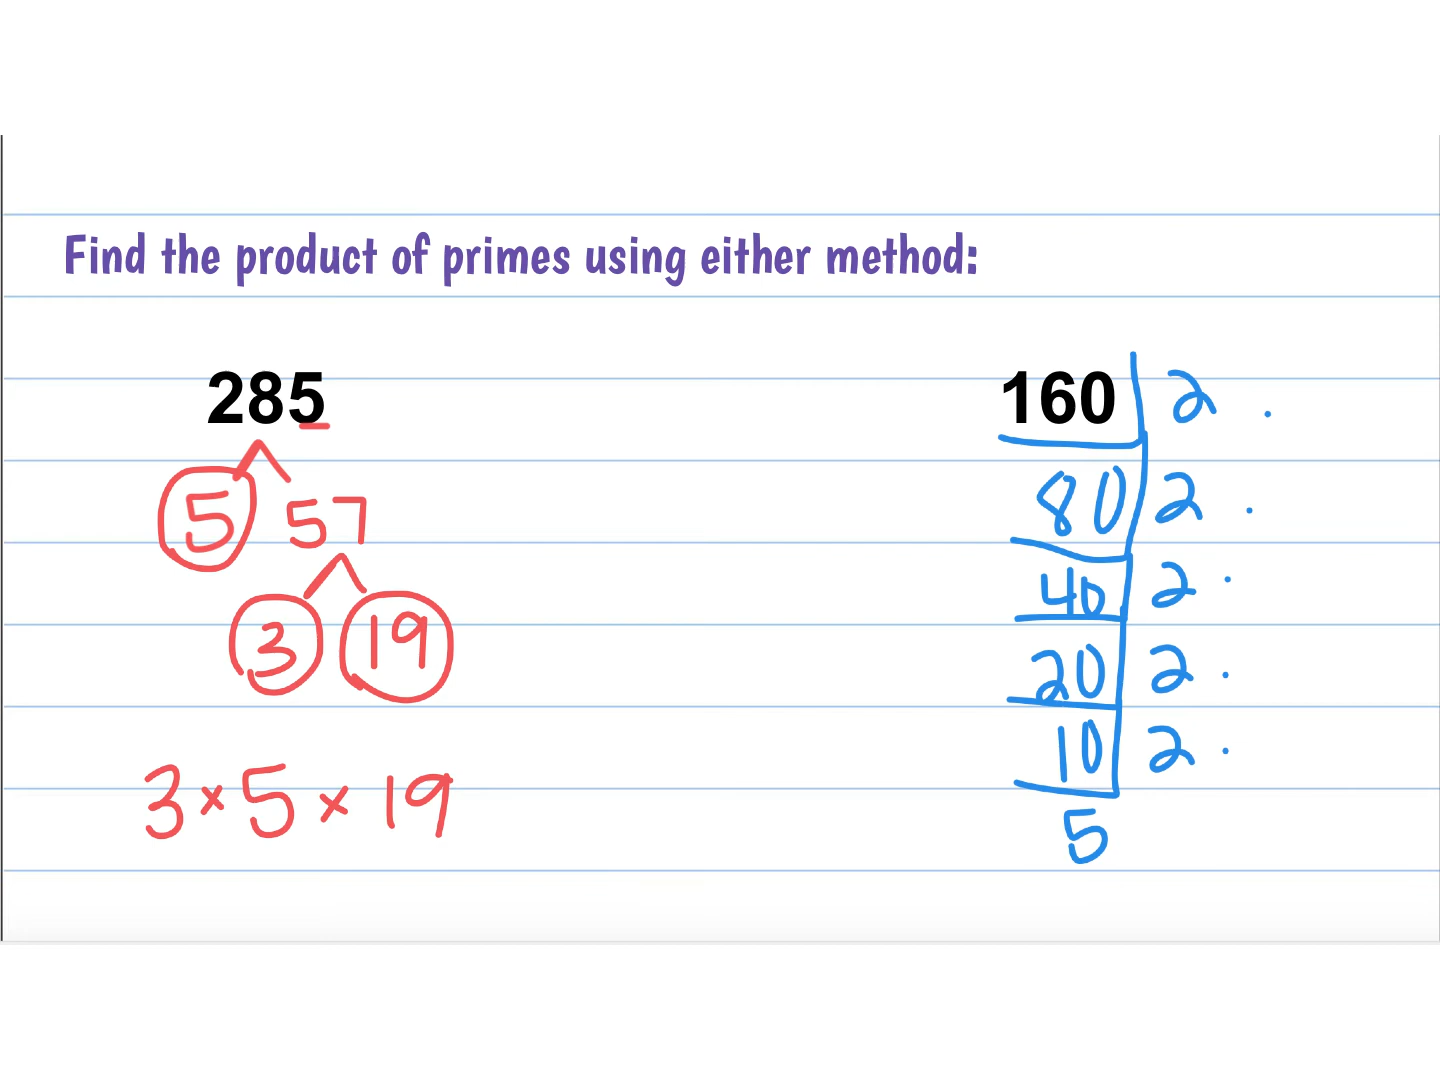 Find the product of primes using either method:
285
5 57
3 19
3 × 5 × 19
160 2 .
80 2 .
40 2 .
20 2 .
10 2 .
5